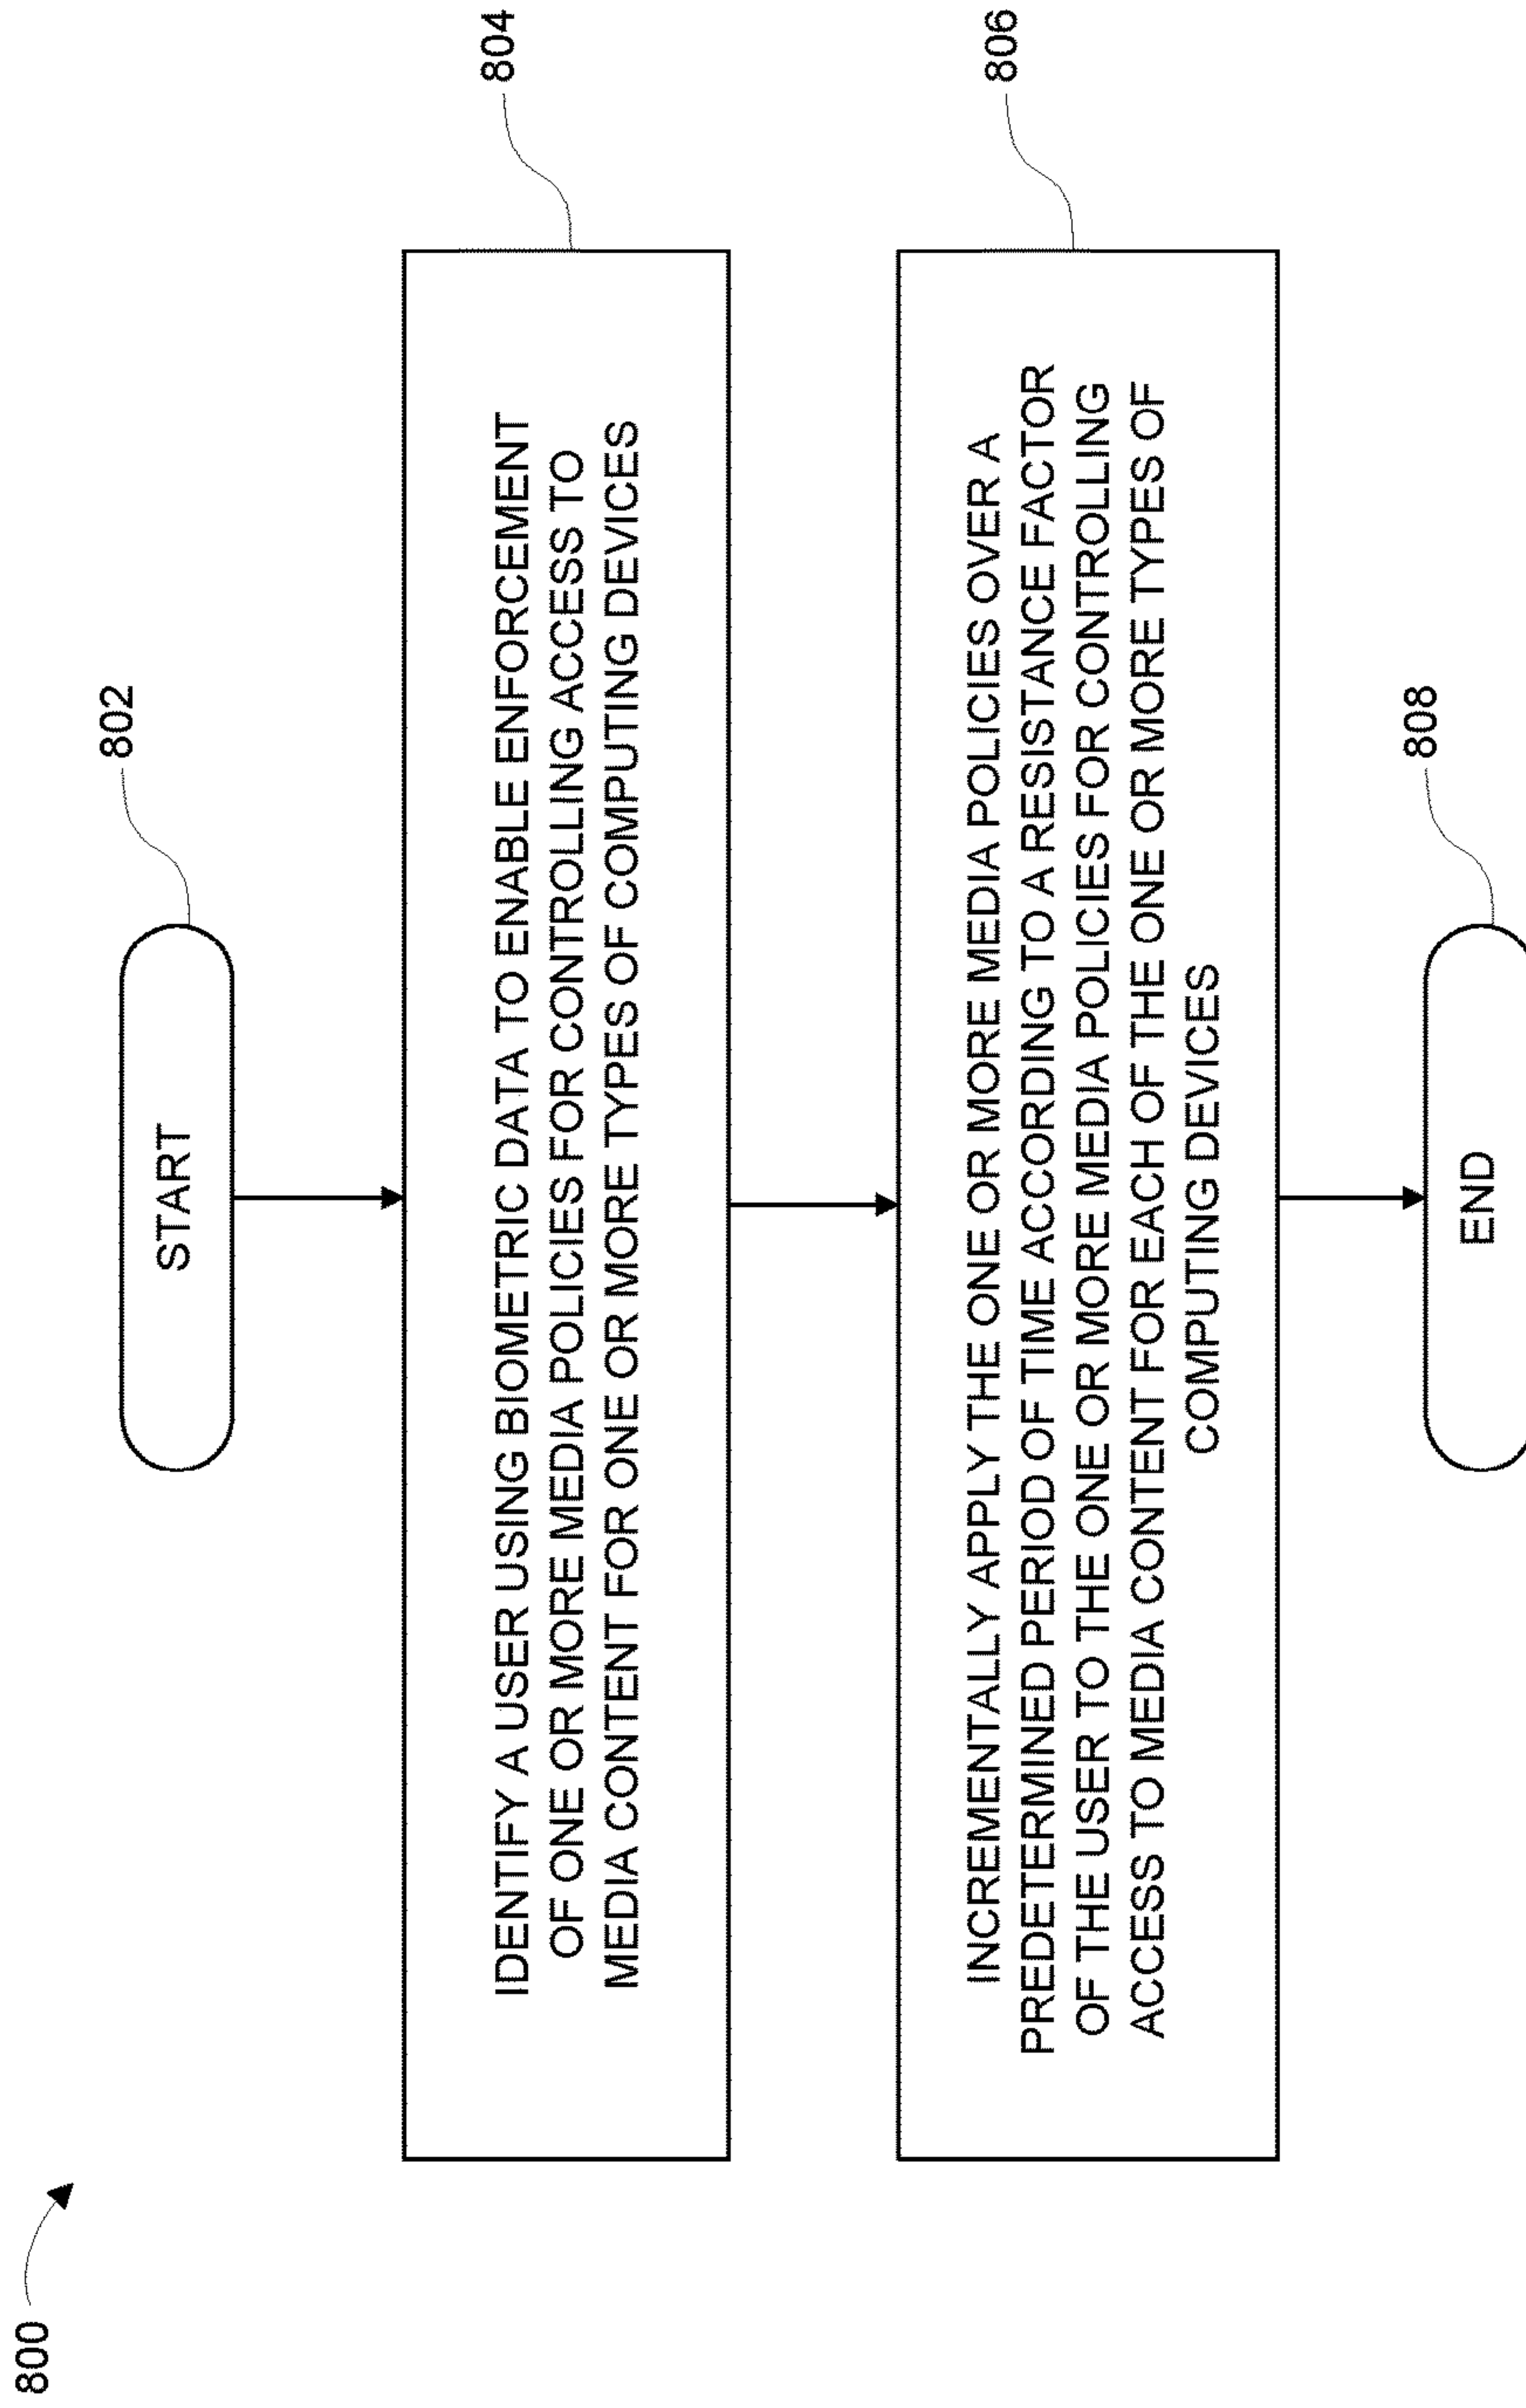 800
START
802
IDENTIFY A USER USING BIOMETRIC DATA TO ENABLE ENFORCEMENT
OF ONE OR MORE MEDIA POLICIES FOR CONTROLLING ACCESS TO
MEDIA CONTENT FOR ONE OR MORE TYPES OF COMPUTING DEVICES
804
INCREMENTALLY APPLY THE ONE OR MORE MEDIA POLICIES OVER A
PREDETERMINED PERIOD OF TIME ACCORDING TO A RESISTANCE FACTOR
OF THE USER TO THE ONE OR MORE MEDIA POLICIES FOR CONTROLLING
ACCESS TO MEDIA CONTENT FOR EACH OF THE ONE OR MORE TYPES OF
COMPUTING DEVICES
806
END
808